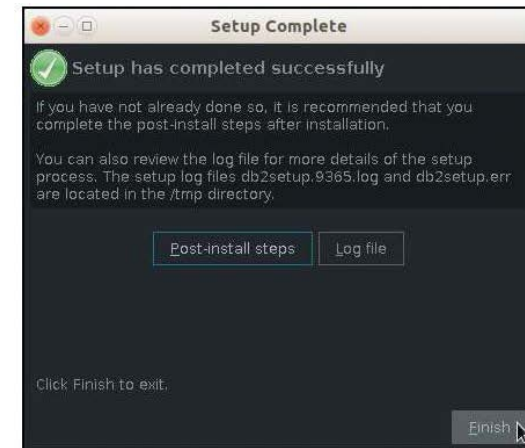 Setup Complete
Setup has completed successfully
If you have not already done so, it is recommended that you
complete the post-install steps after installation.
You can also review the log file for more details of the setup
process. The setup log files db2setup.9365.log and db2setup.err
are located in the /tmp directory.
Post-install steps Log file
Click Finish to exit.
Finish